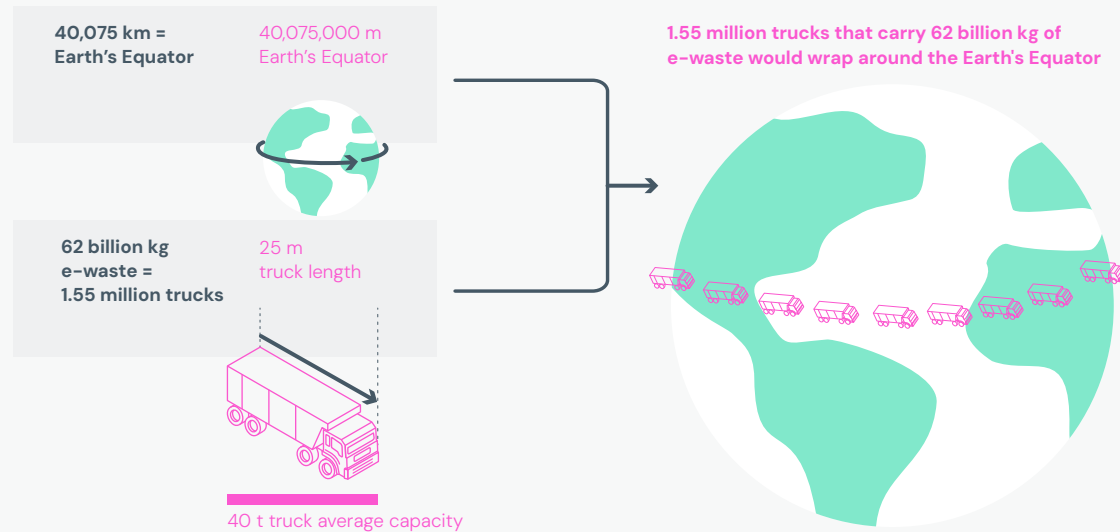 40,075 km =
Earth’s Equator
40,075,000 m
Earth’s Equator
62 billion kg
e-waste =
1.55 million trucks
25 m
truck length
40 t truck average capacity
1.55 million trucks that carry 62 billion kg of
e-waste would wrap around the Earth's Equator